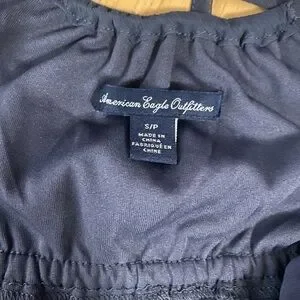 American Eagle Outfitters
S/P
MADE IN
CHINA
FABRIQUÉ EN
CHINE